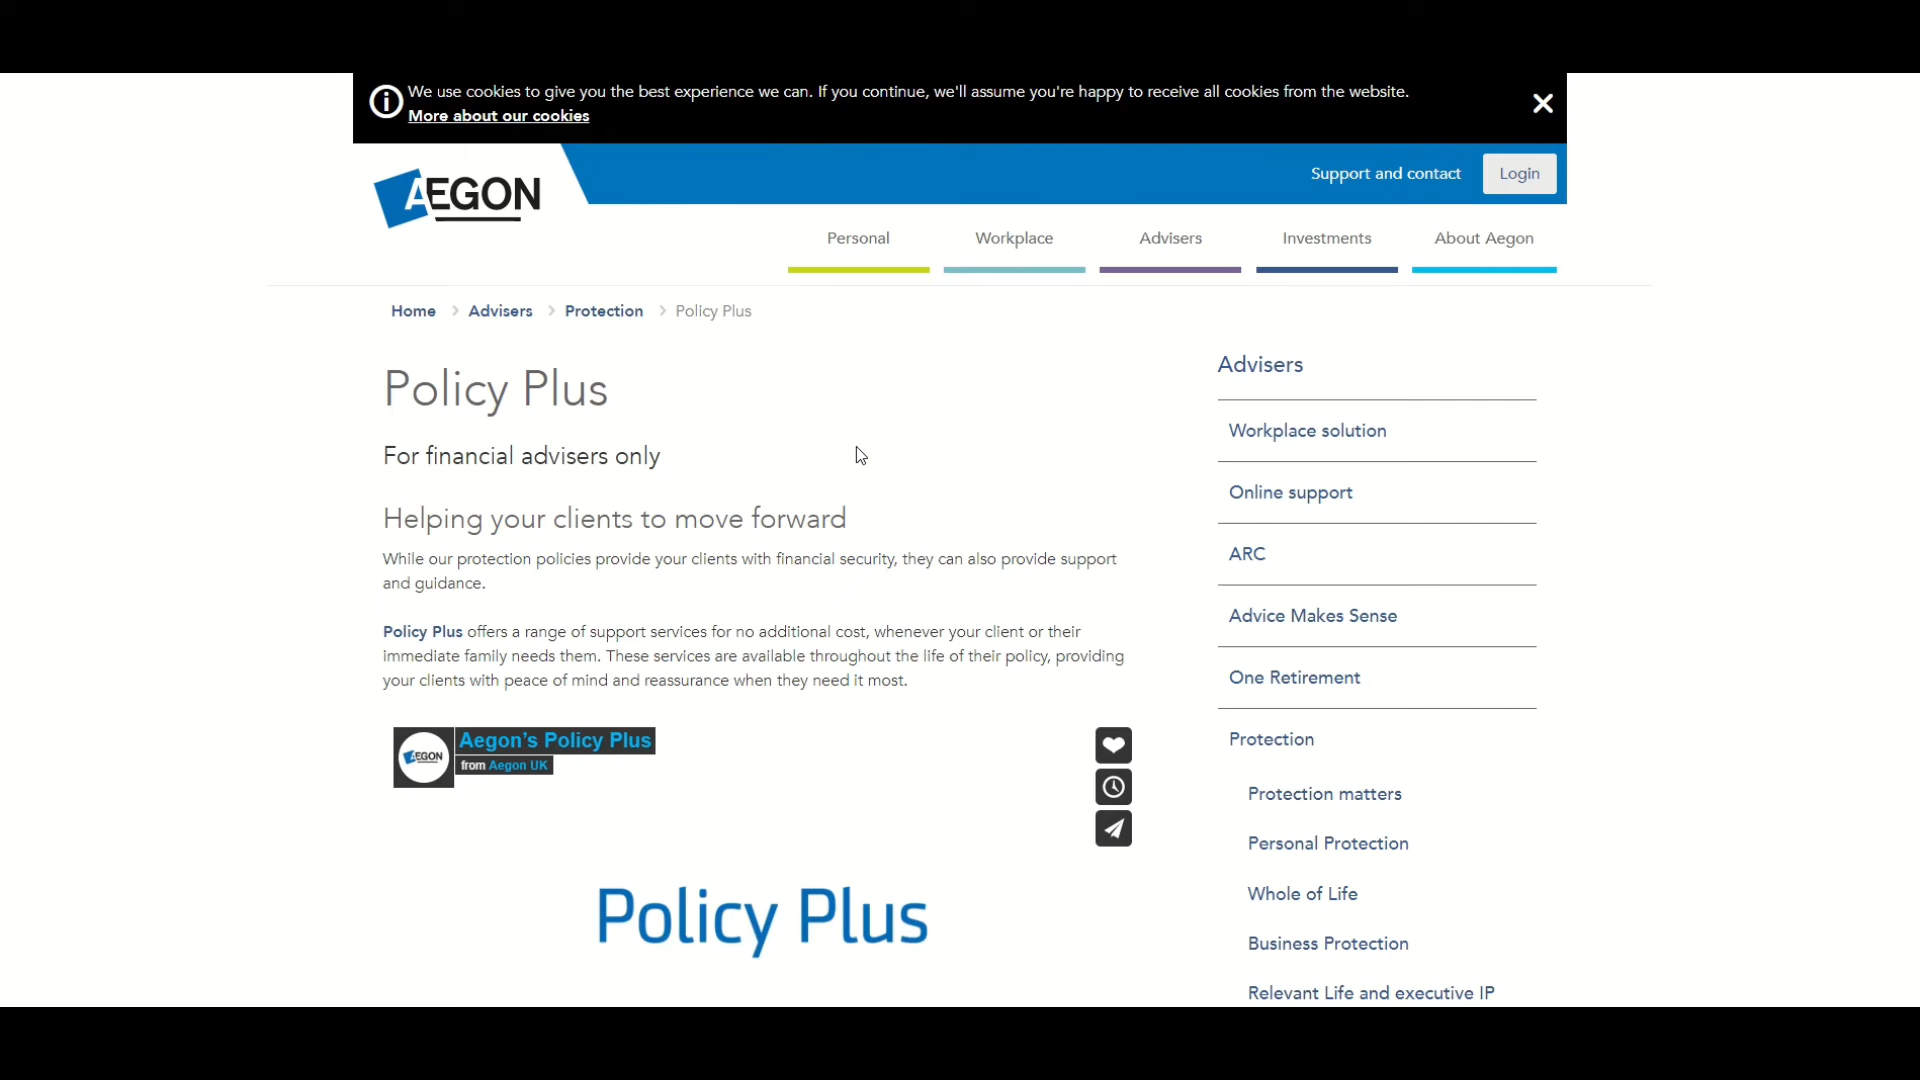 We use cookies to give you the best experience we can. If you continue, we'll assume you're happy to receive all cookies from the website.
More about our cookies
AEGON
Support and contact
Login
Personal
Workplace
Advisers
Investments
About Aegon
Home
Advisers
Protection
Policy Plus
Policy Plus
For financial advisers only
Helping your clients to move forward
While our protection policies provide your clients with financial security, they can also provide support
and guidance.
Policy Plus offers a range of support services for no additional cost, whenever your client or their
immediate family needs them. These services are available throughout the life of their policy, providing
your clients with peace of mind and reassurance when they need it most.
AEGON
Aegon’s Policy Plus
from Aegon UK
Policy Plus
Advisers
Workplace solution
Online support
ARC
Advice Makes Sense
One Retirement
Protection
Protection matters
Personal Protection
Whole of Life
Business Protection
Relevant Life and executive IP